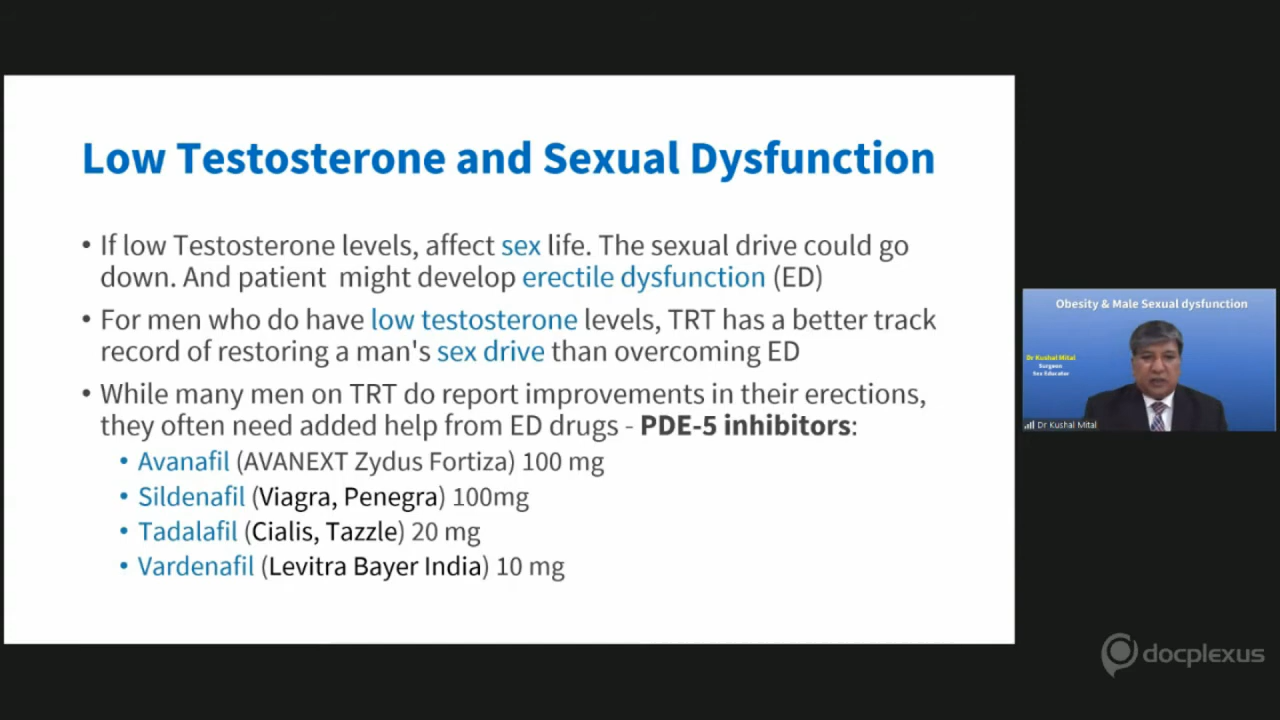 Low Testosterone and Sexual Dysfunction
• If low Testosterone levels, affect sex life. The sexual drive could go
down. And patient might develop erectile dysfunction (ED)
• For men who do have low testosterone levels, TRT has a better track
record of restoring a man's sex drive than overcoming ED
• While many men on TRT do report improvements in their erections,
they often need added help from ED drugs - PDE-5 inhibitors:
• Avanafil (AVANEXT Zydus Fortiza) 100 mg
• Sildenafil (Viagra, Penegra) 100mg
• Tadalafil (Cialis, Tazzle) 20 mg
• Vardenafil (Levitra Bayer India) 10 mg
Obesity & Male Sexual dysfunction
Dr Kushal Mital
Surgeon
Sex Educator
Dr Kushal Mital
docplexus